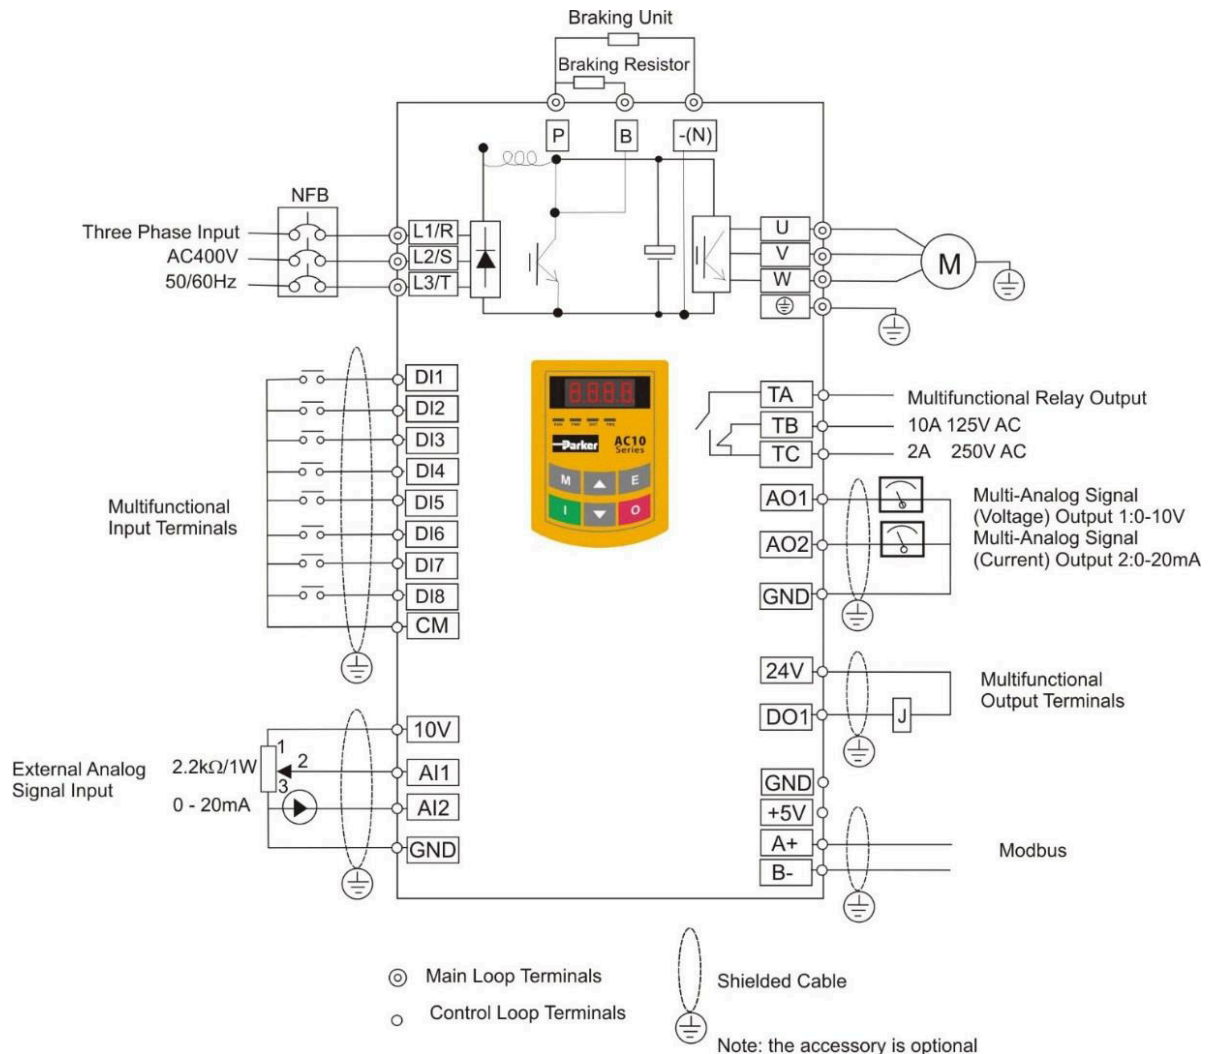 Braking Unit
Braking Resistor
P
B
-(N)
NFB
Three Phase Input
AC400V
50/60Hz
L1/R
L2/S
L3/T
U
V
W
M
Multifunctional
Input Terminals
DI1
DI2
DI3
DI4
DI5
DI6
DI7
DI8
CM
8.8.8.8.
Parker
AC10
Series
M
E
I
O
TA
TB
TC
Multifunctional Relay Output
10A 125V AC
2A 250V AC
AO1
AO2
GND
Multi-Analog Signal
(Voltage) Output 1:0-10V
Multi-Analog Signal
(Current) Output 2:0-20mA
24V
DO1
J
Multifunctional
Output Terminals
External Analog
Signal Input
2.2kΩ/1W
0 - 20mA
1
2
3
10V
AI1
AI2
GND
GND
+5V
A+
B-
Modbus
Main Loop Terminals
Control Loop Terminals
Shielded Cable
Note: the accessory is optional